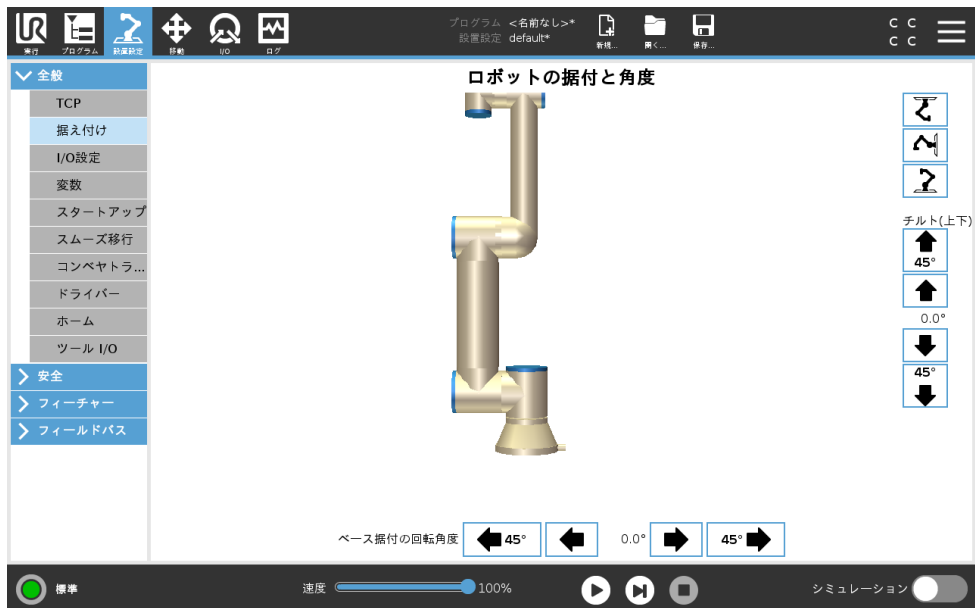 プログラム <名前なし>*
設置設定 default*
実行
プログラム
設置設定
移動
I/O
ログ
新規...
開く...
保存...
C C
C C
全般
TCP
据え付け
I/O設定
変数
スタートアップ
スムーズ移行
コンベヤトラ...
ドライバー
ホーム
ツール I/O
安全
フィーチャー
フィールドバス
ロボットの据付と角度
チルト(上下)
45°
0.0°
45°
ベース据付の回転角度
45°
0.0°
45°
標準
速度
100%
シミュレーション